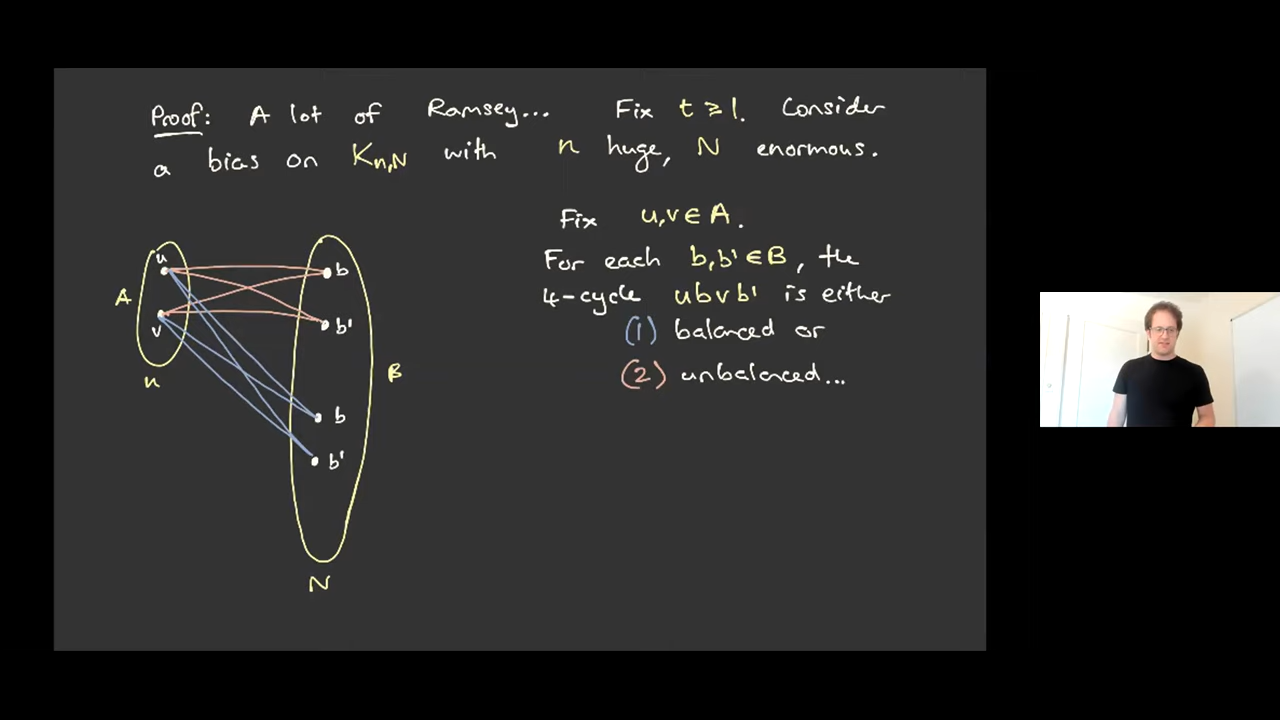 Proof: A lot of Ramsey... Fix t ≥ 1. Consider
a bias on Kn,N with n huge, N enormous.
Fix u,v ∈ A.
For each b,b' ∈ B, the
4-cycle ubvb' is either
(1) balanced or
(2) unbalanced...
u
v
A
n
b
b'
b
b'
B
N